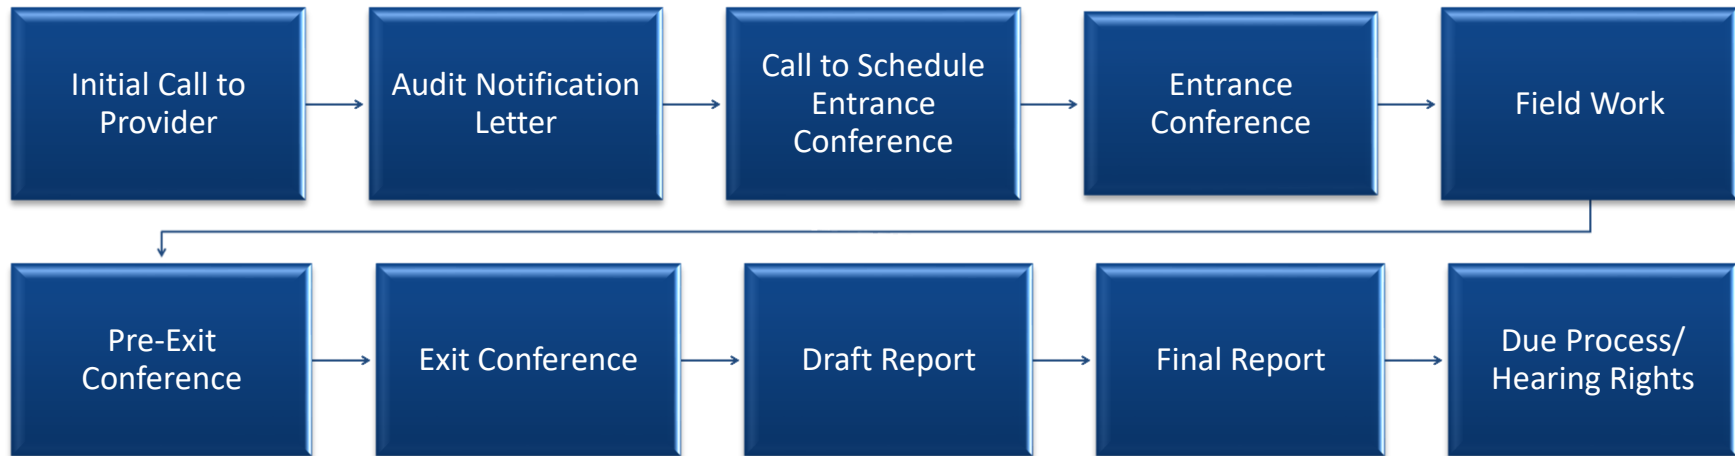 Initial Call to
Provider
Audit Notification
Letter
Call to Schedule
Entrance
Conference
Entrance
Conference
Field Work
Pre-Exit
Conference
Exit Conference
Draft Report
Final Report
Due Process/
Hearing Rights